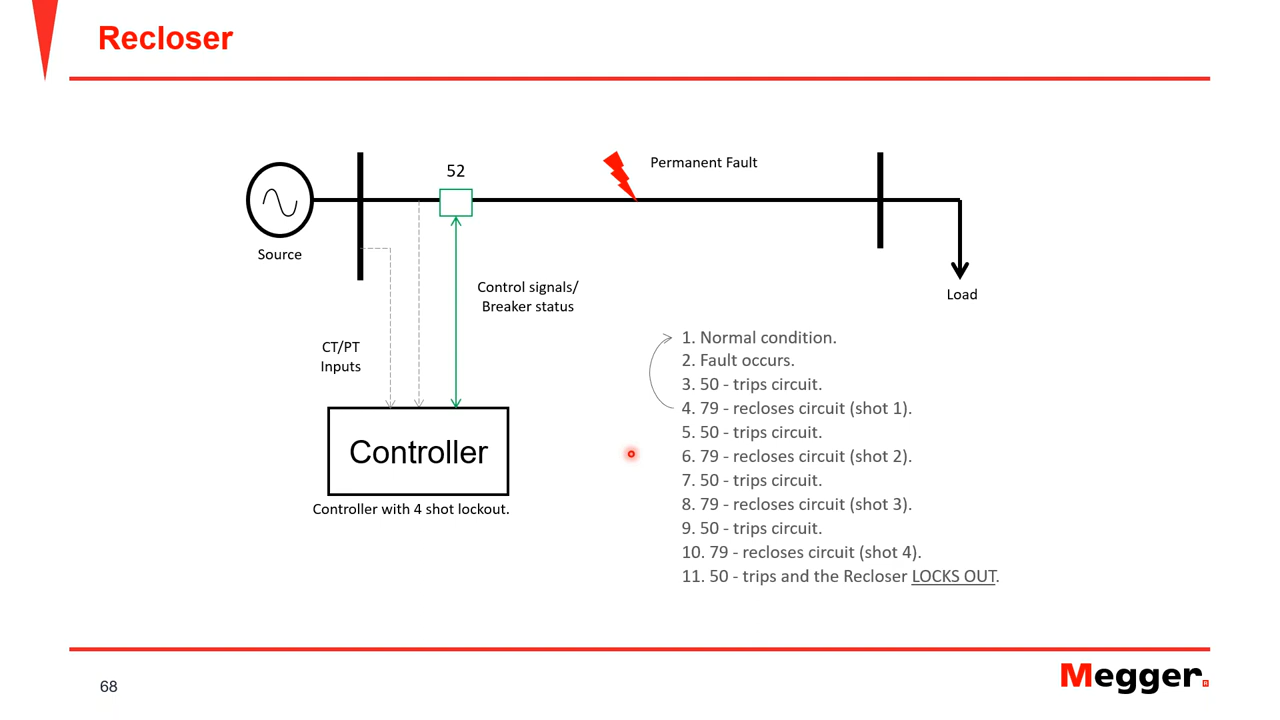 Recloser
52
Permanent Fault
Source
Control signals/
Breaker status
Load
CT/PT
Inputs
1. Normal condition.
2. Fault occurs.
3. 50 - trips circuit.
4. 79 - recloses circuit (shot 1).
5. 50 - trips circuit.
6. 79 - recloses circuit (shot 2).
7. 50 - trips circuit.
8. 79 - recloses circuit (shot 3).
9. 50 - trips circuit.
10. 79 - recloses circuit (shot 4).
11. 50 - trips and the Recloser LOCKS OUT.
Controller
Controller with 4 shot lockout.
68
Megger